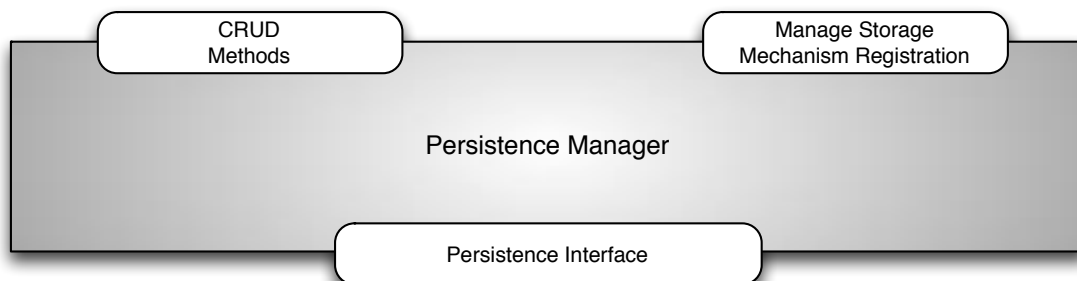 CRUD
Methods
Manage Storage
Mechanism Registration
Persistence Manager
Persistence Interface